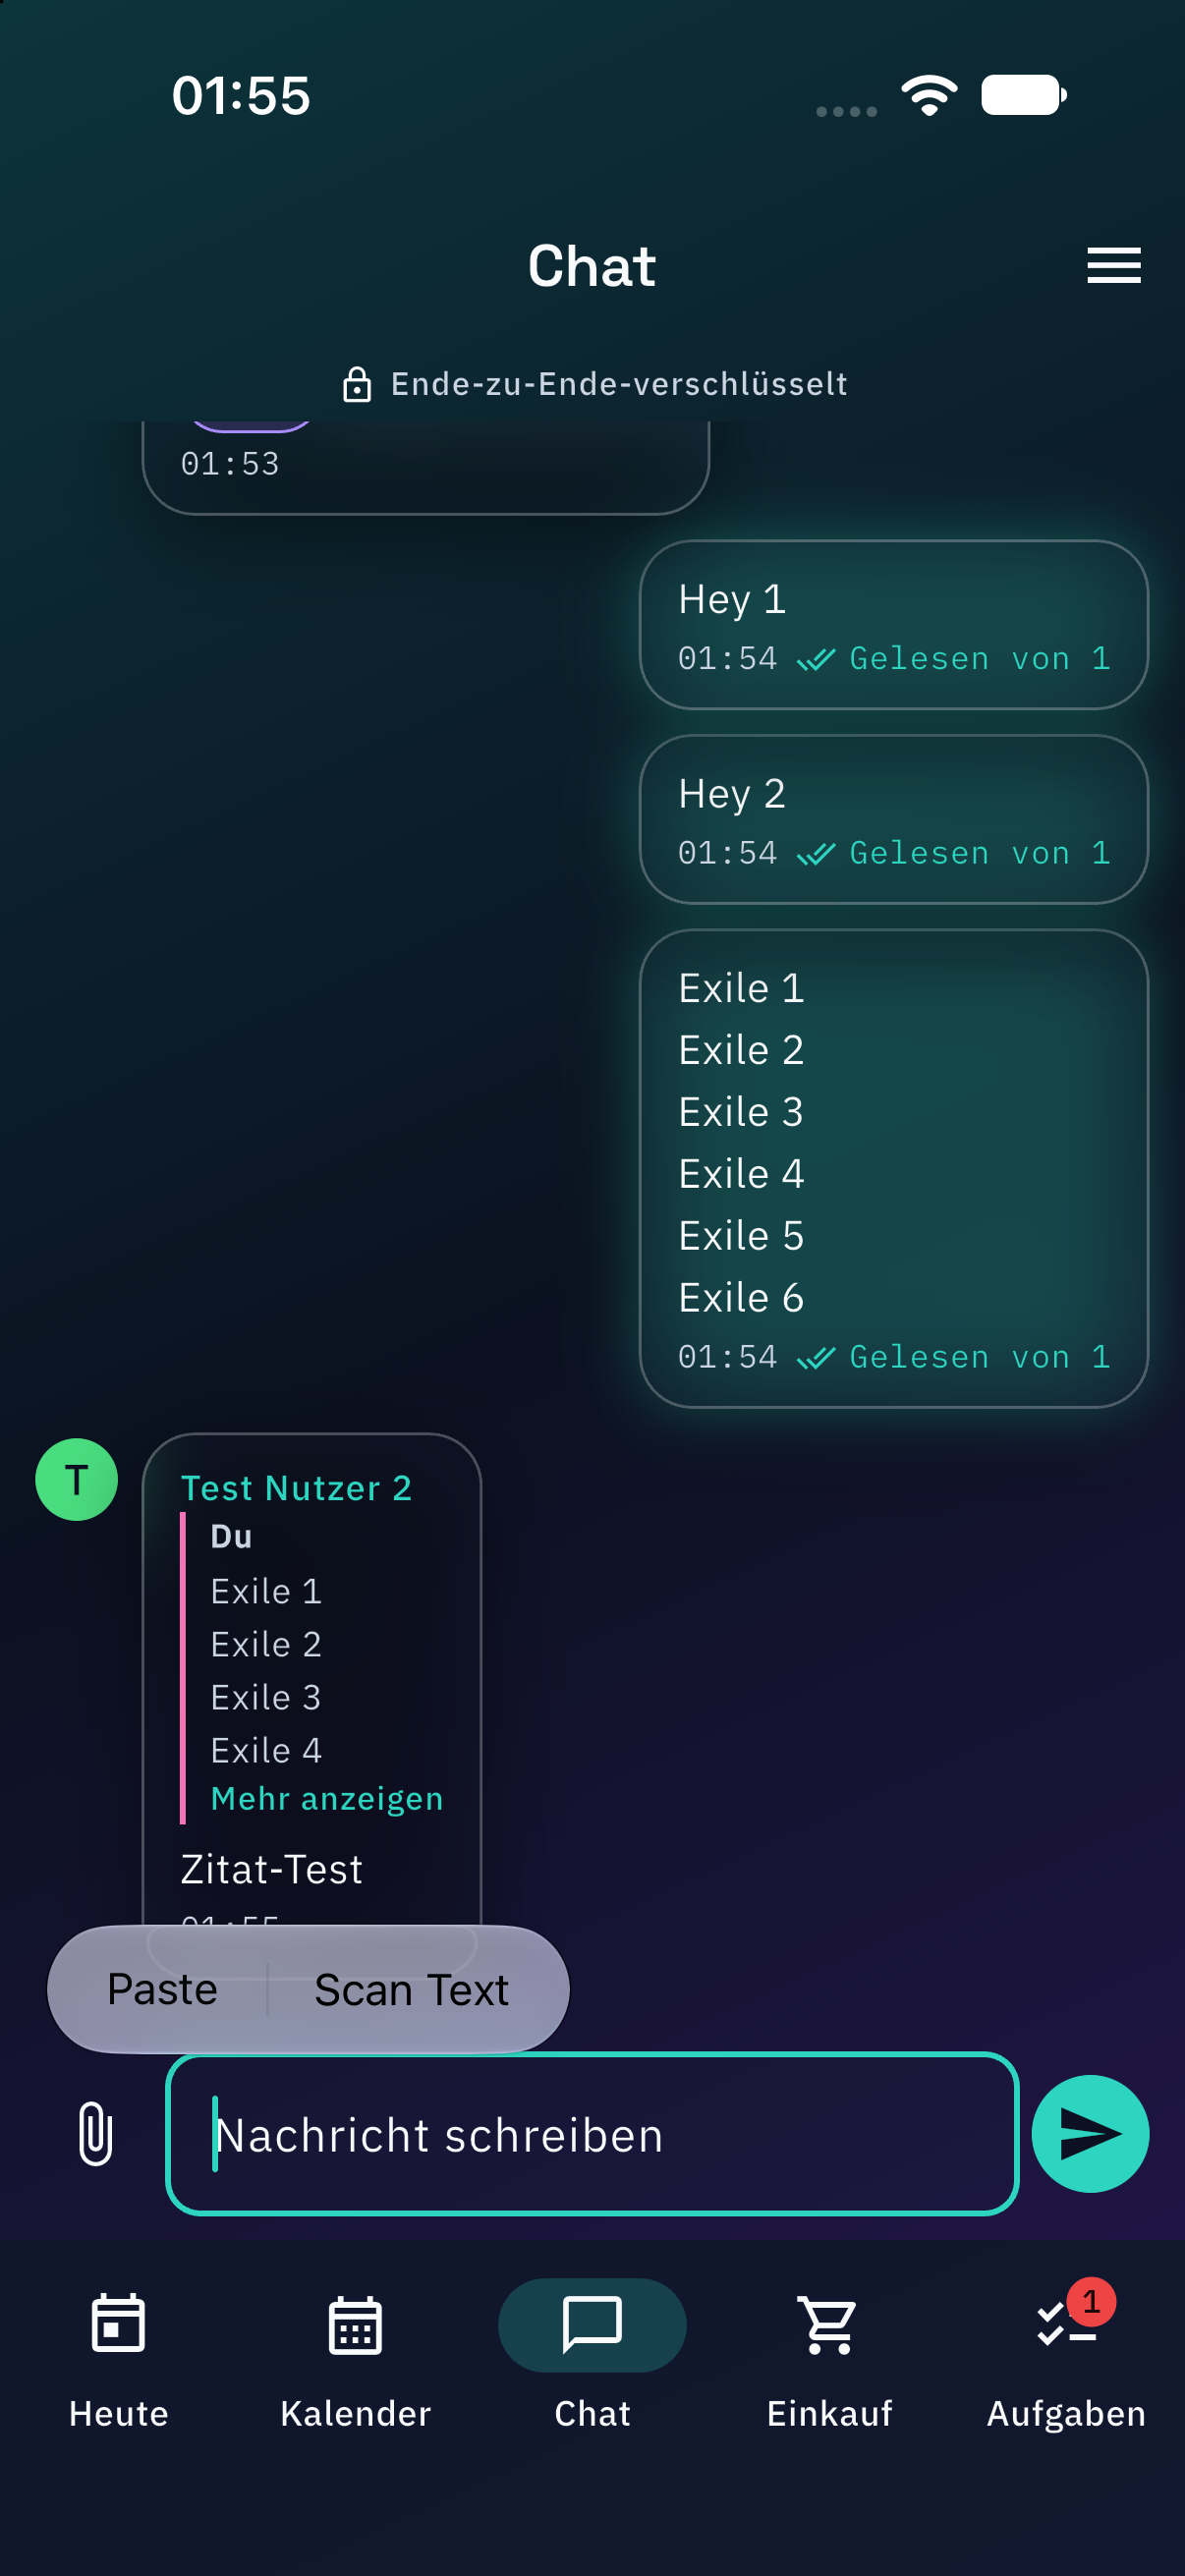 01:55
Chat
Ende-zu-Ende-verschlüsselt
01:53
Hey 1
01:54 Gelesen von 1
Hey 2
01:54 Gelesen von 1
Exile 1
Exile 2
Exile 3
Exile 4
Exile 5
Exile 6
01:54 Gelesen von 1
T
Test Nutzer 2
Du
Exile 1
Exile 2
Exile 3
Exile 4
Mehr anzeigen
Zitat-Test
01:55
Paste
Scan Text
Nachricht schreiben
1
Heute
Kalender
Chat
Einkauf
Aufgaben